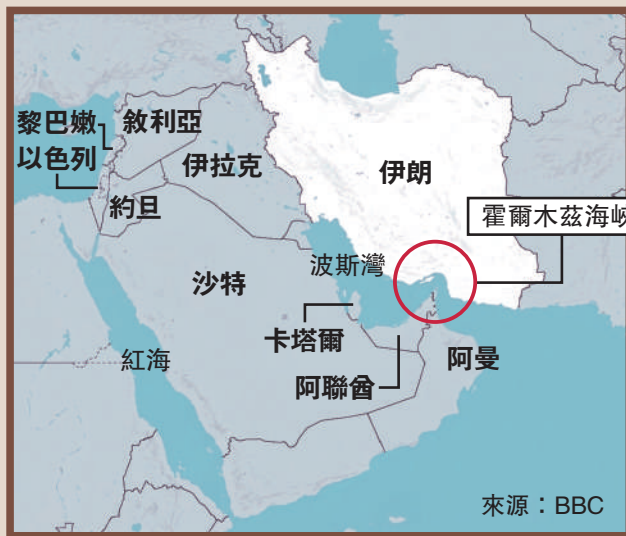 黎巴嫩
敘利亞
以色列
伊拉克
伊朗
約旦
霍爾木茲海峽
波斯灣
沙特
卡塔爾
紅海
阿聯酋
阿曼
來源：BBC